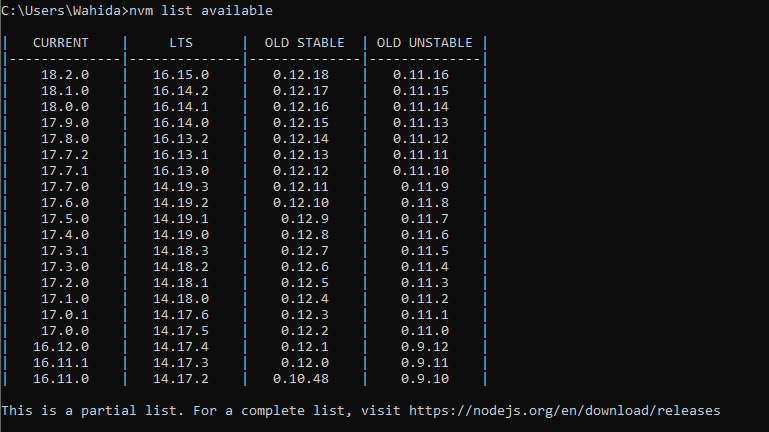 C:\Users\Wahida>nvm list available
|   CURRENT    |     LTS      |  OLD STABLE  | OLD UNSTABLE |
|--------------|--------------|--------------|--------------|
|    18.2.0    |   16.15.0    |   0.12.18    |   0.11.16    |
|    18.1.0    |   16.14.2    |   0.12.17    |   0.11.15    |
|    18.0.0    |   16.14.1    |   0.12.16    |   0.11.14    |
|    17.9.0    |   16.14.0    |   0.12.15    |   0.11.13    |
|    17.8.0    |   16.13.2    |   0.12.14    |   0.11.12    |
|    17.7.2    |   16.13.1    |   0.12.13    |   0.11.11    |
|    17.7.1    |   16.13.0    |   0.12.12    |   0.11.10    |
|    17.7.0    |   14.19.3    |   0.12.11    |    0.11.9    |
|    17.6.0    |   14.19.2    |   0.12.10    |    0.11.8    |
|    17.5.0    |   14.19.1    |    0.12.9    |    0.11.7    |
|    17.4.0    |   14.19.0    |    0.12.8    |    0.11.6    |
|    17.3.1    |   14.18.3    |    0.12.7    |    0.11.5    |
|    17.3.0    |   14.18.2    |    0.12.6    |    0.11.4    |
|    17.2.0    |   14.18.1    |    0.12.5    |    0.11.3    |
|    17.1.0    |   14.18.0    |    0.12.4    |    0.11.2    |
|    17.0.1    |   14.17.6    |    0.12.3    |    0.11.1    |
|    17.0.0    |   14.17.5    |    0.12.2    |    0.11.0    |
|   16.12.0    |   14.17.4    |    0.12.1    |    0.9.12    |
|   16.11.1    |   14.17.3    |    0.12.0    |    0.9.11    |
|   16.11.0    |   14.17.2    |   0.10.48    |    0.9.10    |
This is a partial list. For a complete list, visit https://nodejs.org/en/download/releases